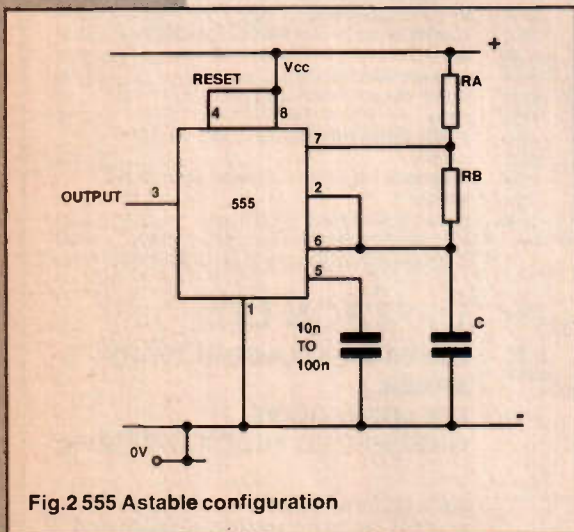 +
Vcc
RESET
RA
4
8
7
OUTPUT
3
555
2
RB
6
5
1
10n
TO
100n
C
-
0V
Fig.2 555 Astable configuration